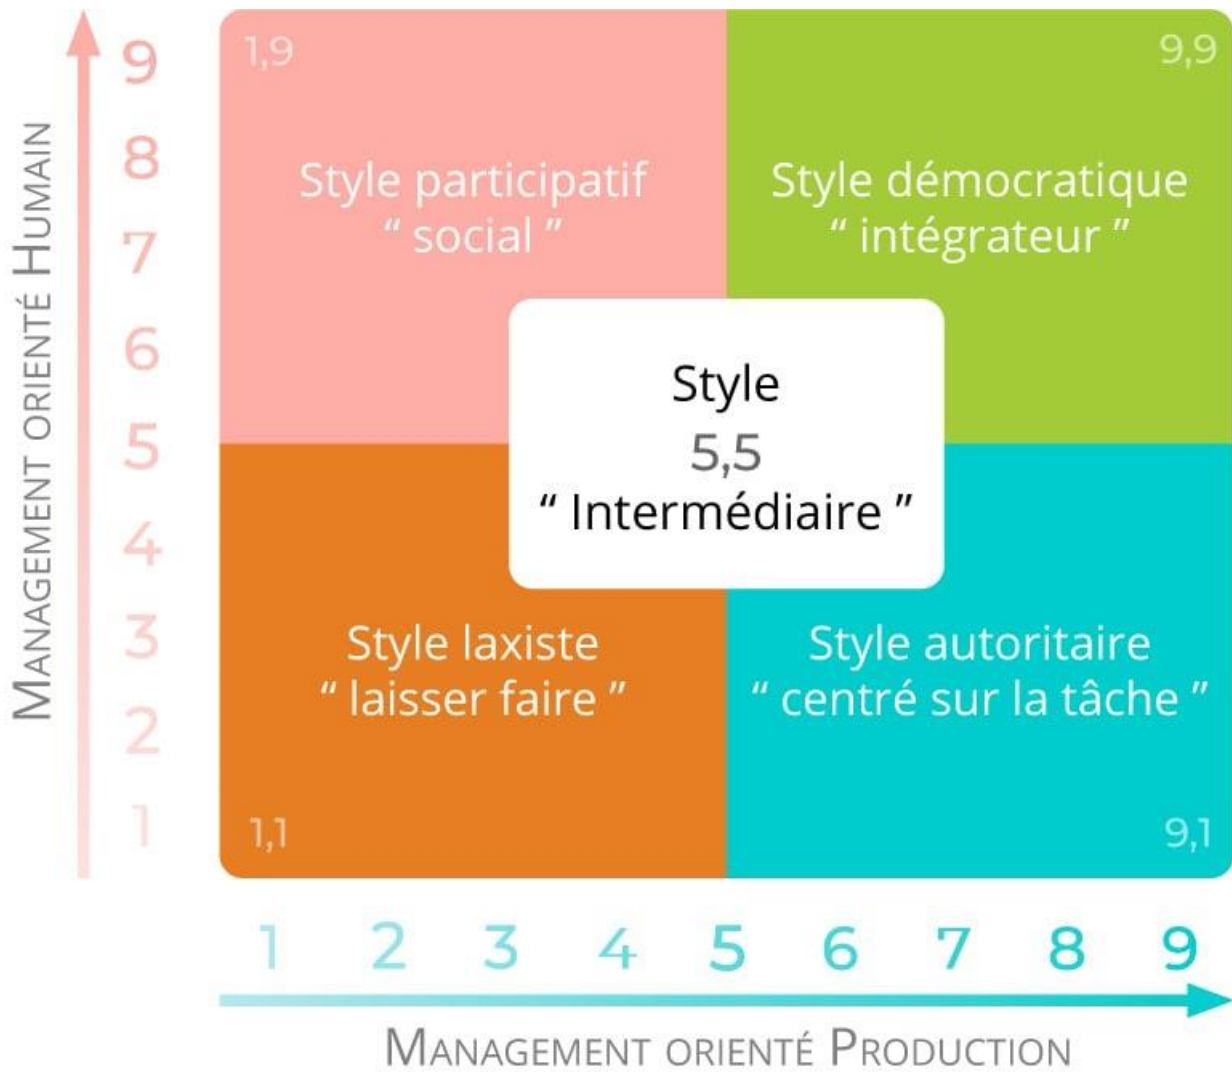 MANAGEMENT ORIENTÉ HUMAIN
9
8
7
6
5
4
3
2
1
1,9
Style participatif
“ social ”
9,9
Style démocratique
“ intégrateur ”
Style
5,5
“ Intermédiaire ”
Style laxiste
“ laisser faire ”
1,1
Style autoritaire
“ centré sur la tâche ”
9,1
1 2 3 4 5 6 7 8 9
MANAGEMENT ORIENTÉ PRODUCTION